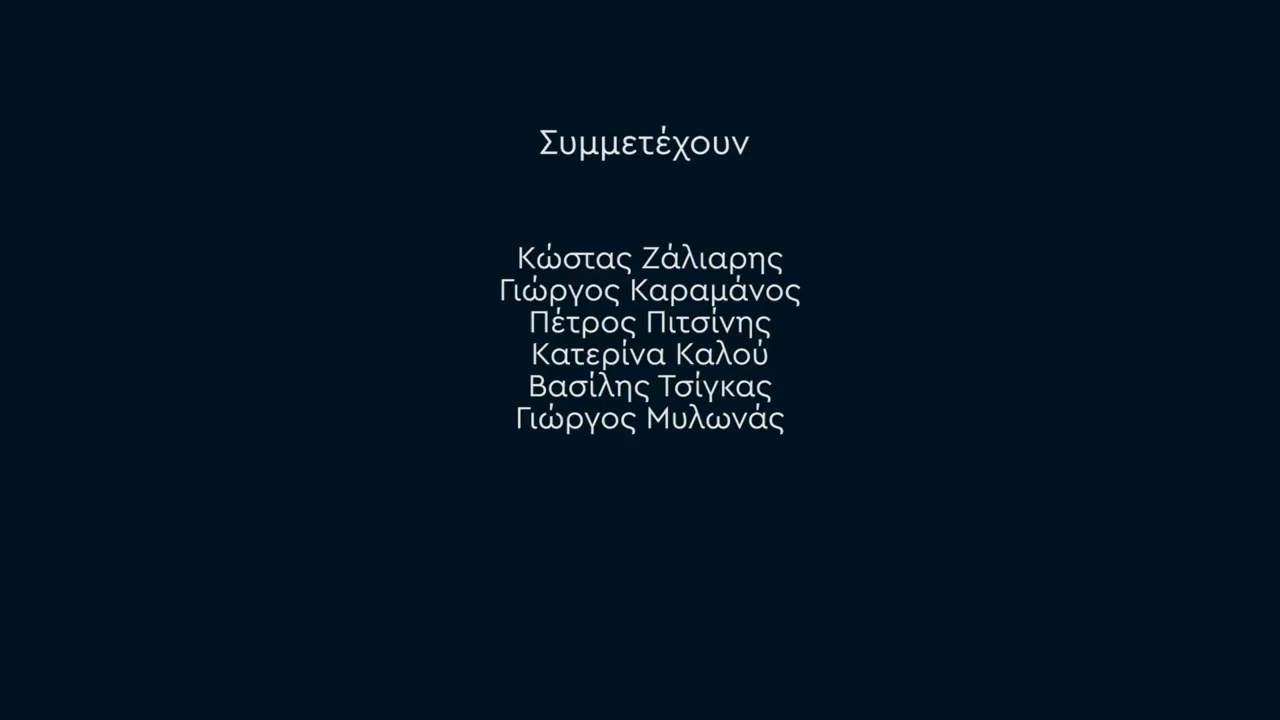 Συμμετέχουν
Κώστας Ζάλιαρης
Γιώργος Καραμάνος
Πέτρος Πιτσίνης
Κατερίνα Καλού
Βασίλης Τσίγκας
Γιώργος Μυλωνάς